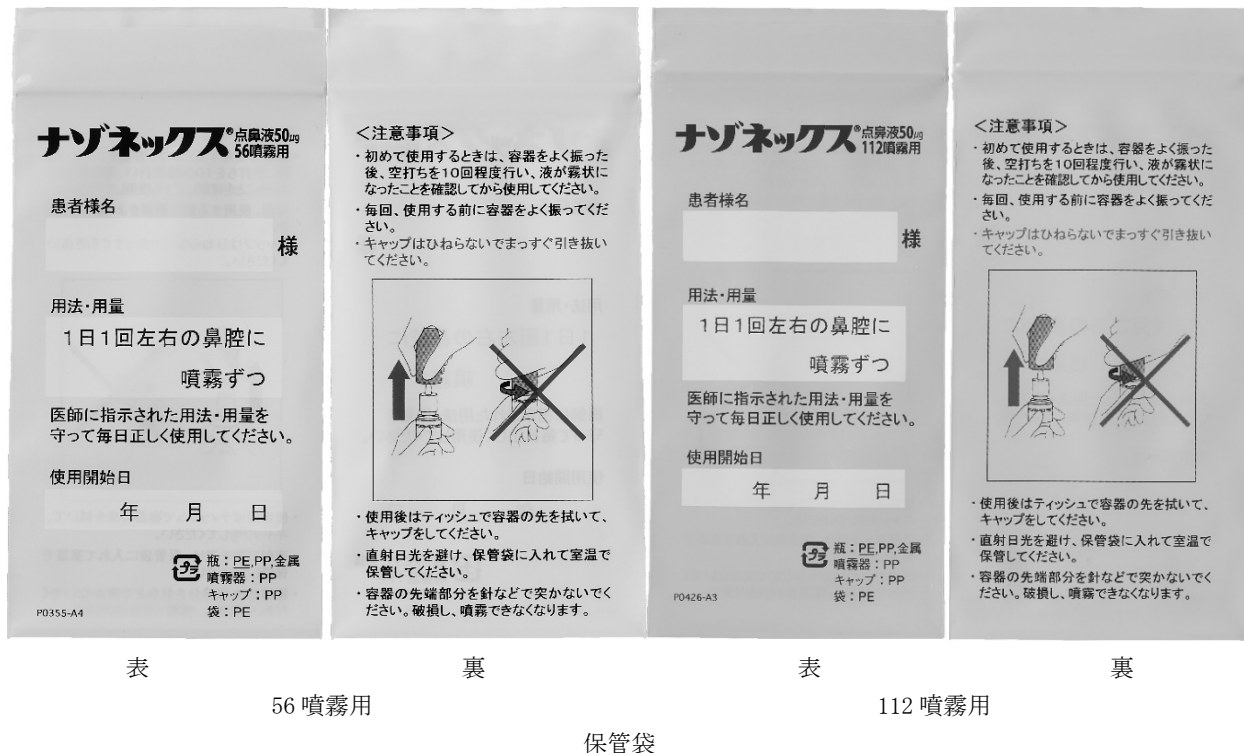 ナゾネックス®点鼻液50μg
56噴霧用
患者様名
様
用法・用量
1日1回左右の鼻腔に
噴霧ずつ
医師に指示された用法・用量を
守って毎日正しく使用してください。
使用開始日
年 月 日
プラ
瓶:PE,PP,金属
噴霧器:PP
キャップ:PP
袋:PE
P0355-A4
<注意事項>
・初めて使用するときは、容器をよく振った
後、空打ちを10回程度行い、液が霧状に
なったことを確認してから使用してください。
・毎回、使用する前に容器をよく振ってくだ
さい。
・キャップはひねらないでまっすぐ引き抜い
てください。
・使用後はティッシュで容器の先を拭いて、
キャップをしてください。
・直射日光を避け、保管袋に入れて室温で
保管してください。
・容器の先端部分を針などで突かないでく
ださい。破損し、噴霧できなくなります。
ナゾネックス®点鼻液50μg
112噴霧用
患者様名
様
用法・用量
1日1回左右の鼻腔に
噴霧ずつ
医師に指示された用法・用量を
守って毎日正しく使用してください。
使用開始日
年 月 日
プラ
瓶:PE,PP,金属
噴霧器:PP
キャップ:PP
袋:PE
P0426-A3
<注意事項>
・初めて使用するときは、容器をよく振った
後、空打ちを10回程度行い、液が霧状に
なったことを確認してから使用してください。
・毎回、使用する前に容器をよく振ってくだ
さい。
・キャップはひねらないでまっすぐ引き抜い
てください。
・使用後はティッシュで容器の先を拭いて、
キャップをしてください。
・直射日光を避け、保管袋に入れて室温で
保管してください。
・容器の先端部分を針などで突かないでく
ださい。破損し、噴霧できなくなります。
表 裏 表 裏
56 噴霧用 112 噴霧用
保管袋